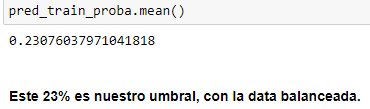 pred_train_proba.mean()
0.23076037971041818
Este 23% es nuestro umbral, con la data balanceada.